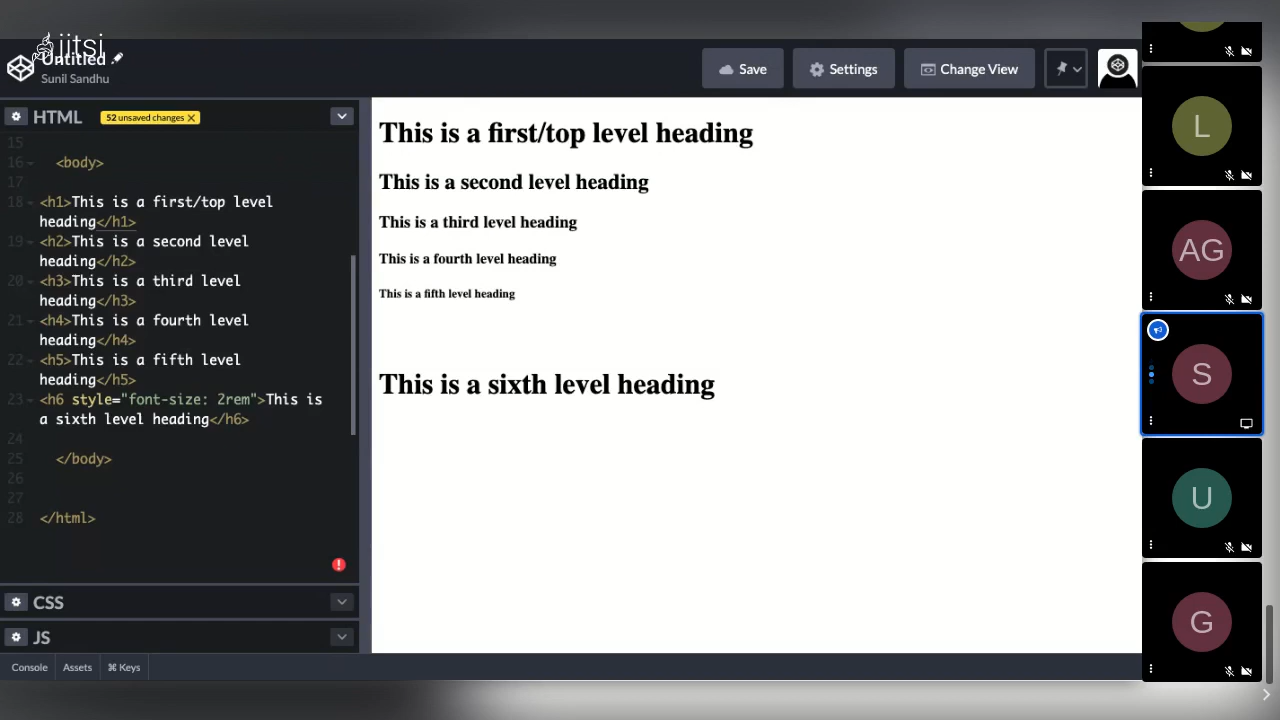 jitsi
Untitled
Sunil Sandhu
Save
Settings
Change View
HTML
52 unsaved changes X
15
16 <body>
17
18 <h1>This is a first/top level
heading</h1>
19 <h2>This is a second level
heading</h2>
20 <h3>This is a third level
heading</h3>
21 <h4>This is a fourth level
heading</h4>
22 <h5>This is a fifth level
heading</h5>
23 <h6 style="font-size: 2rem">This is
a sixth level heading</h6>
24
25 </body>
26
27
28 </html>
CSS
JS
Console Assets ⌘ Keys
This is a first/top level heading
This is a second level heading
This is a third level heading
This is a fourth level heading
This is a fifth level heading
This is a sixth level heading
L
AG
S
U
G